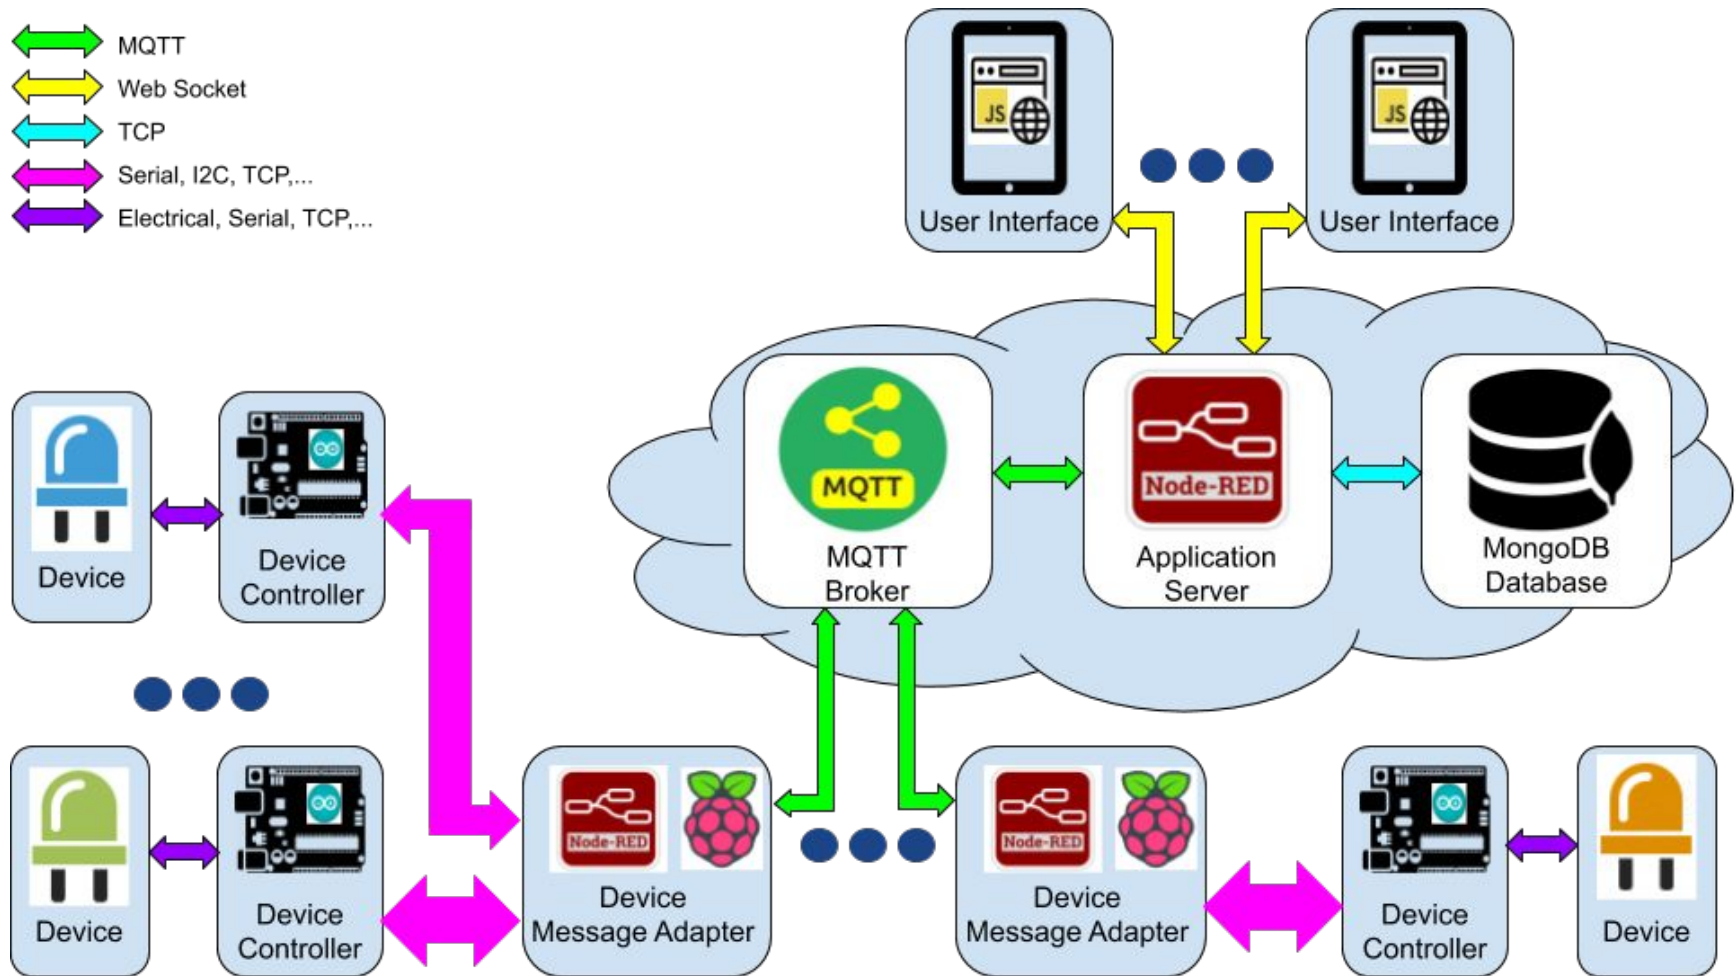 MQTT
Web Socket
TCP
Serial, I2C, TCP,...
Electrical, Serial, TCP,...
JS
User Interface
JS
User Interface
MQTT
MQTT
Broker
Node-RED
Application
Server
MongoDB
Database
Device
Device
Controller
Device
Device
Controller
Node-RED
Device
Message Adapter
Node-RED
Device
Message Adapter
Device
Controller
Device